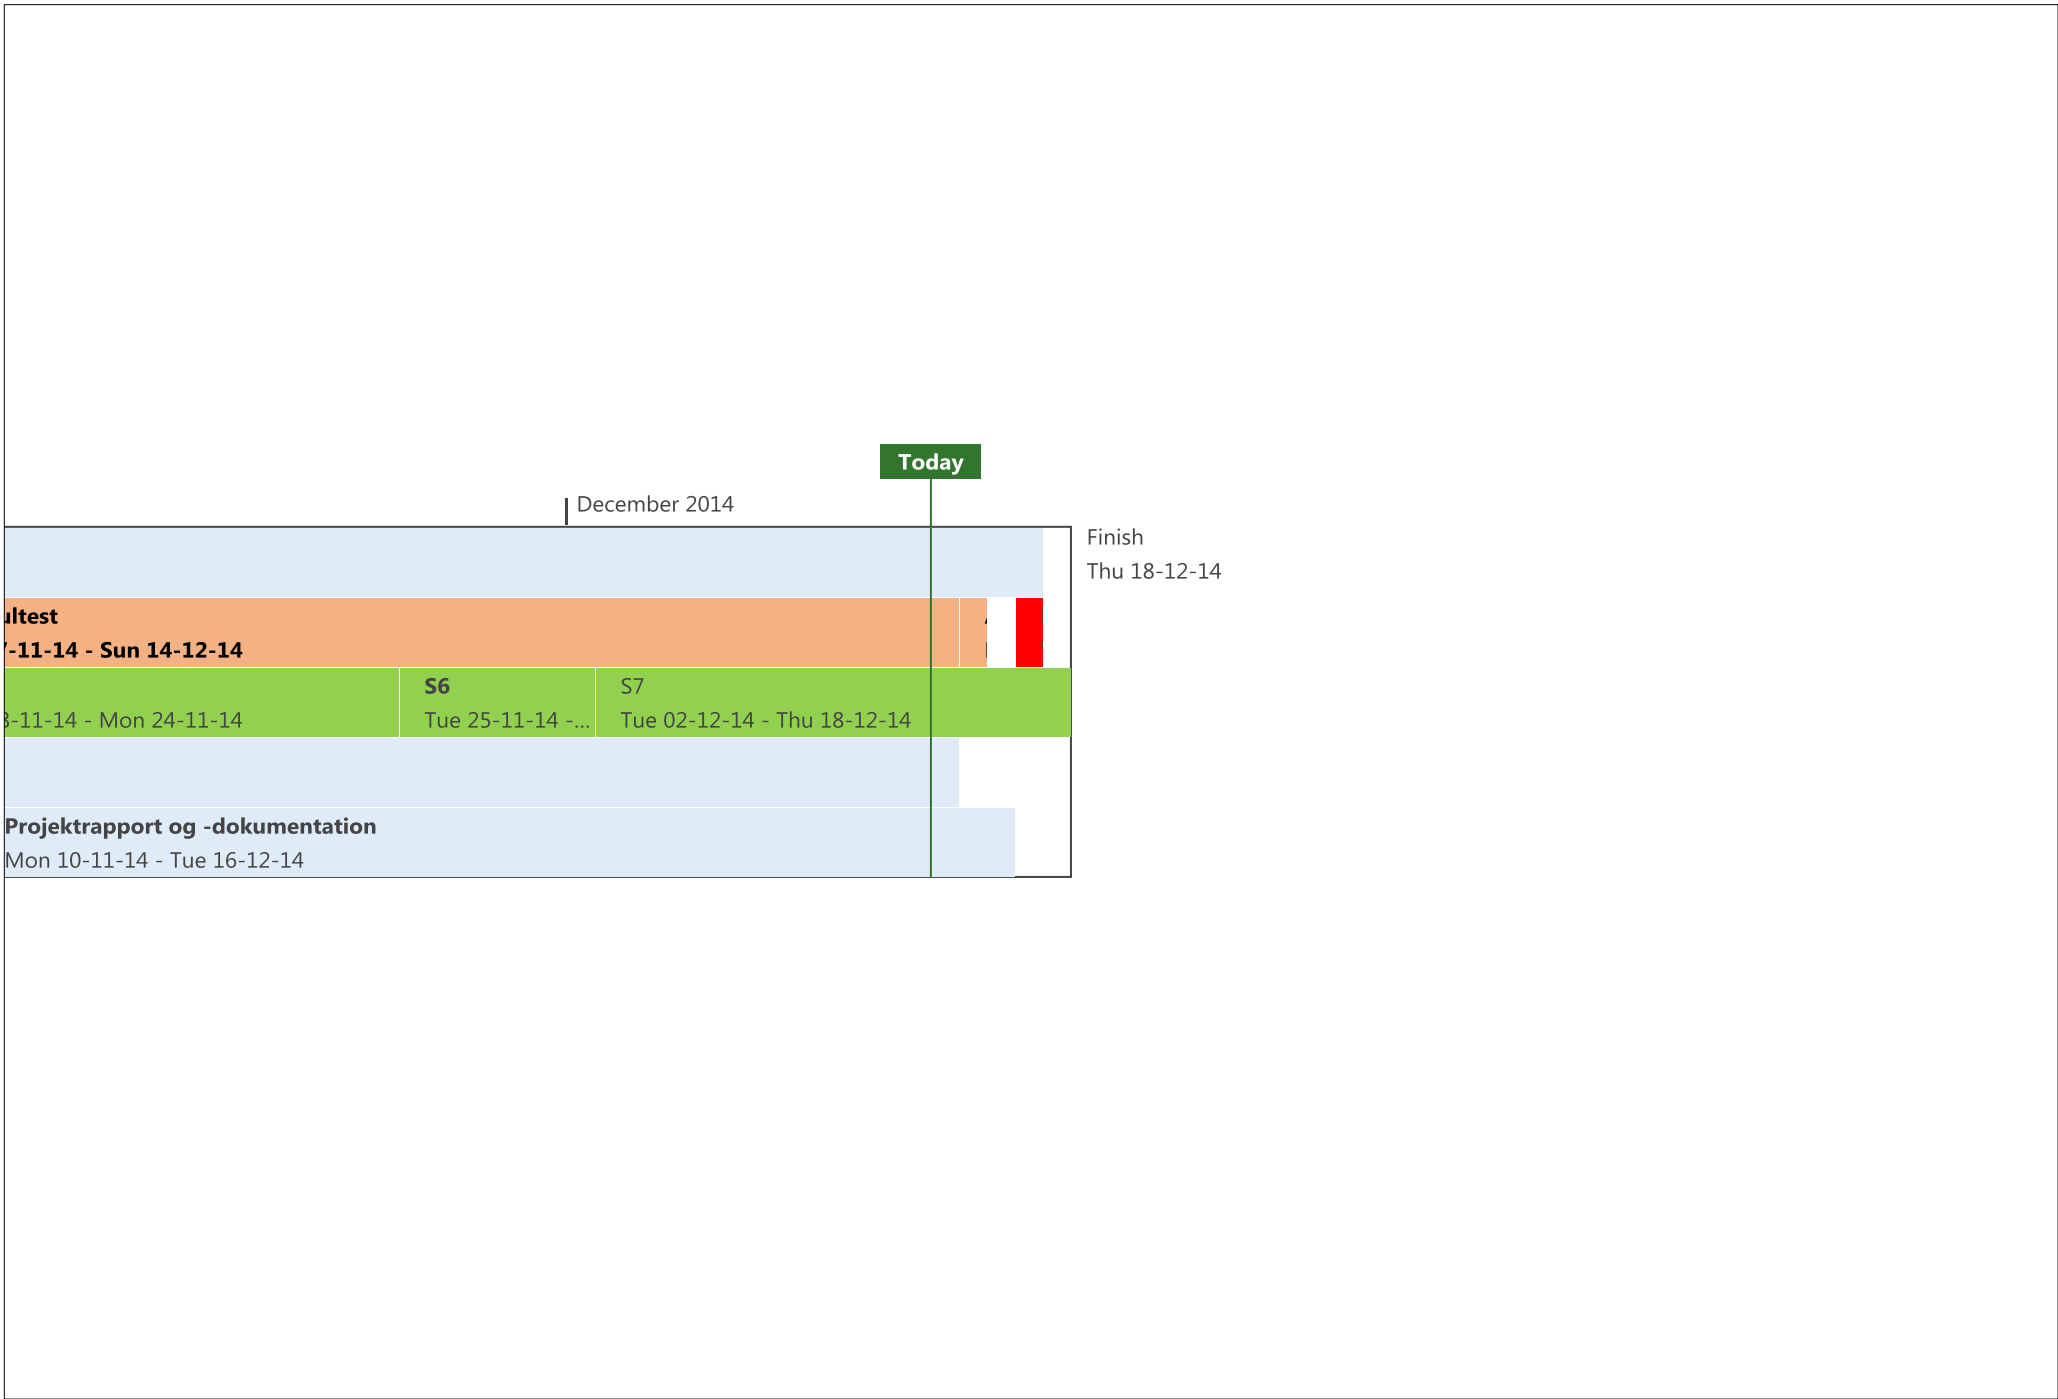 Today
December 2014
Finish
Thu 18-12-14
ultest
-11-14 - Sun 14-12-14
S6
S7
-11-14 - Mon 24-11-14
Tue 25-11-14 -...
Tue 02-12-14 - Thu 18-12-14
Projektrapport og -dokumentation
Mon 10-11-14 - Tue 16-12-14